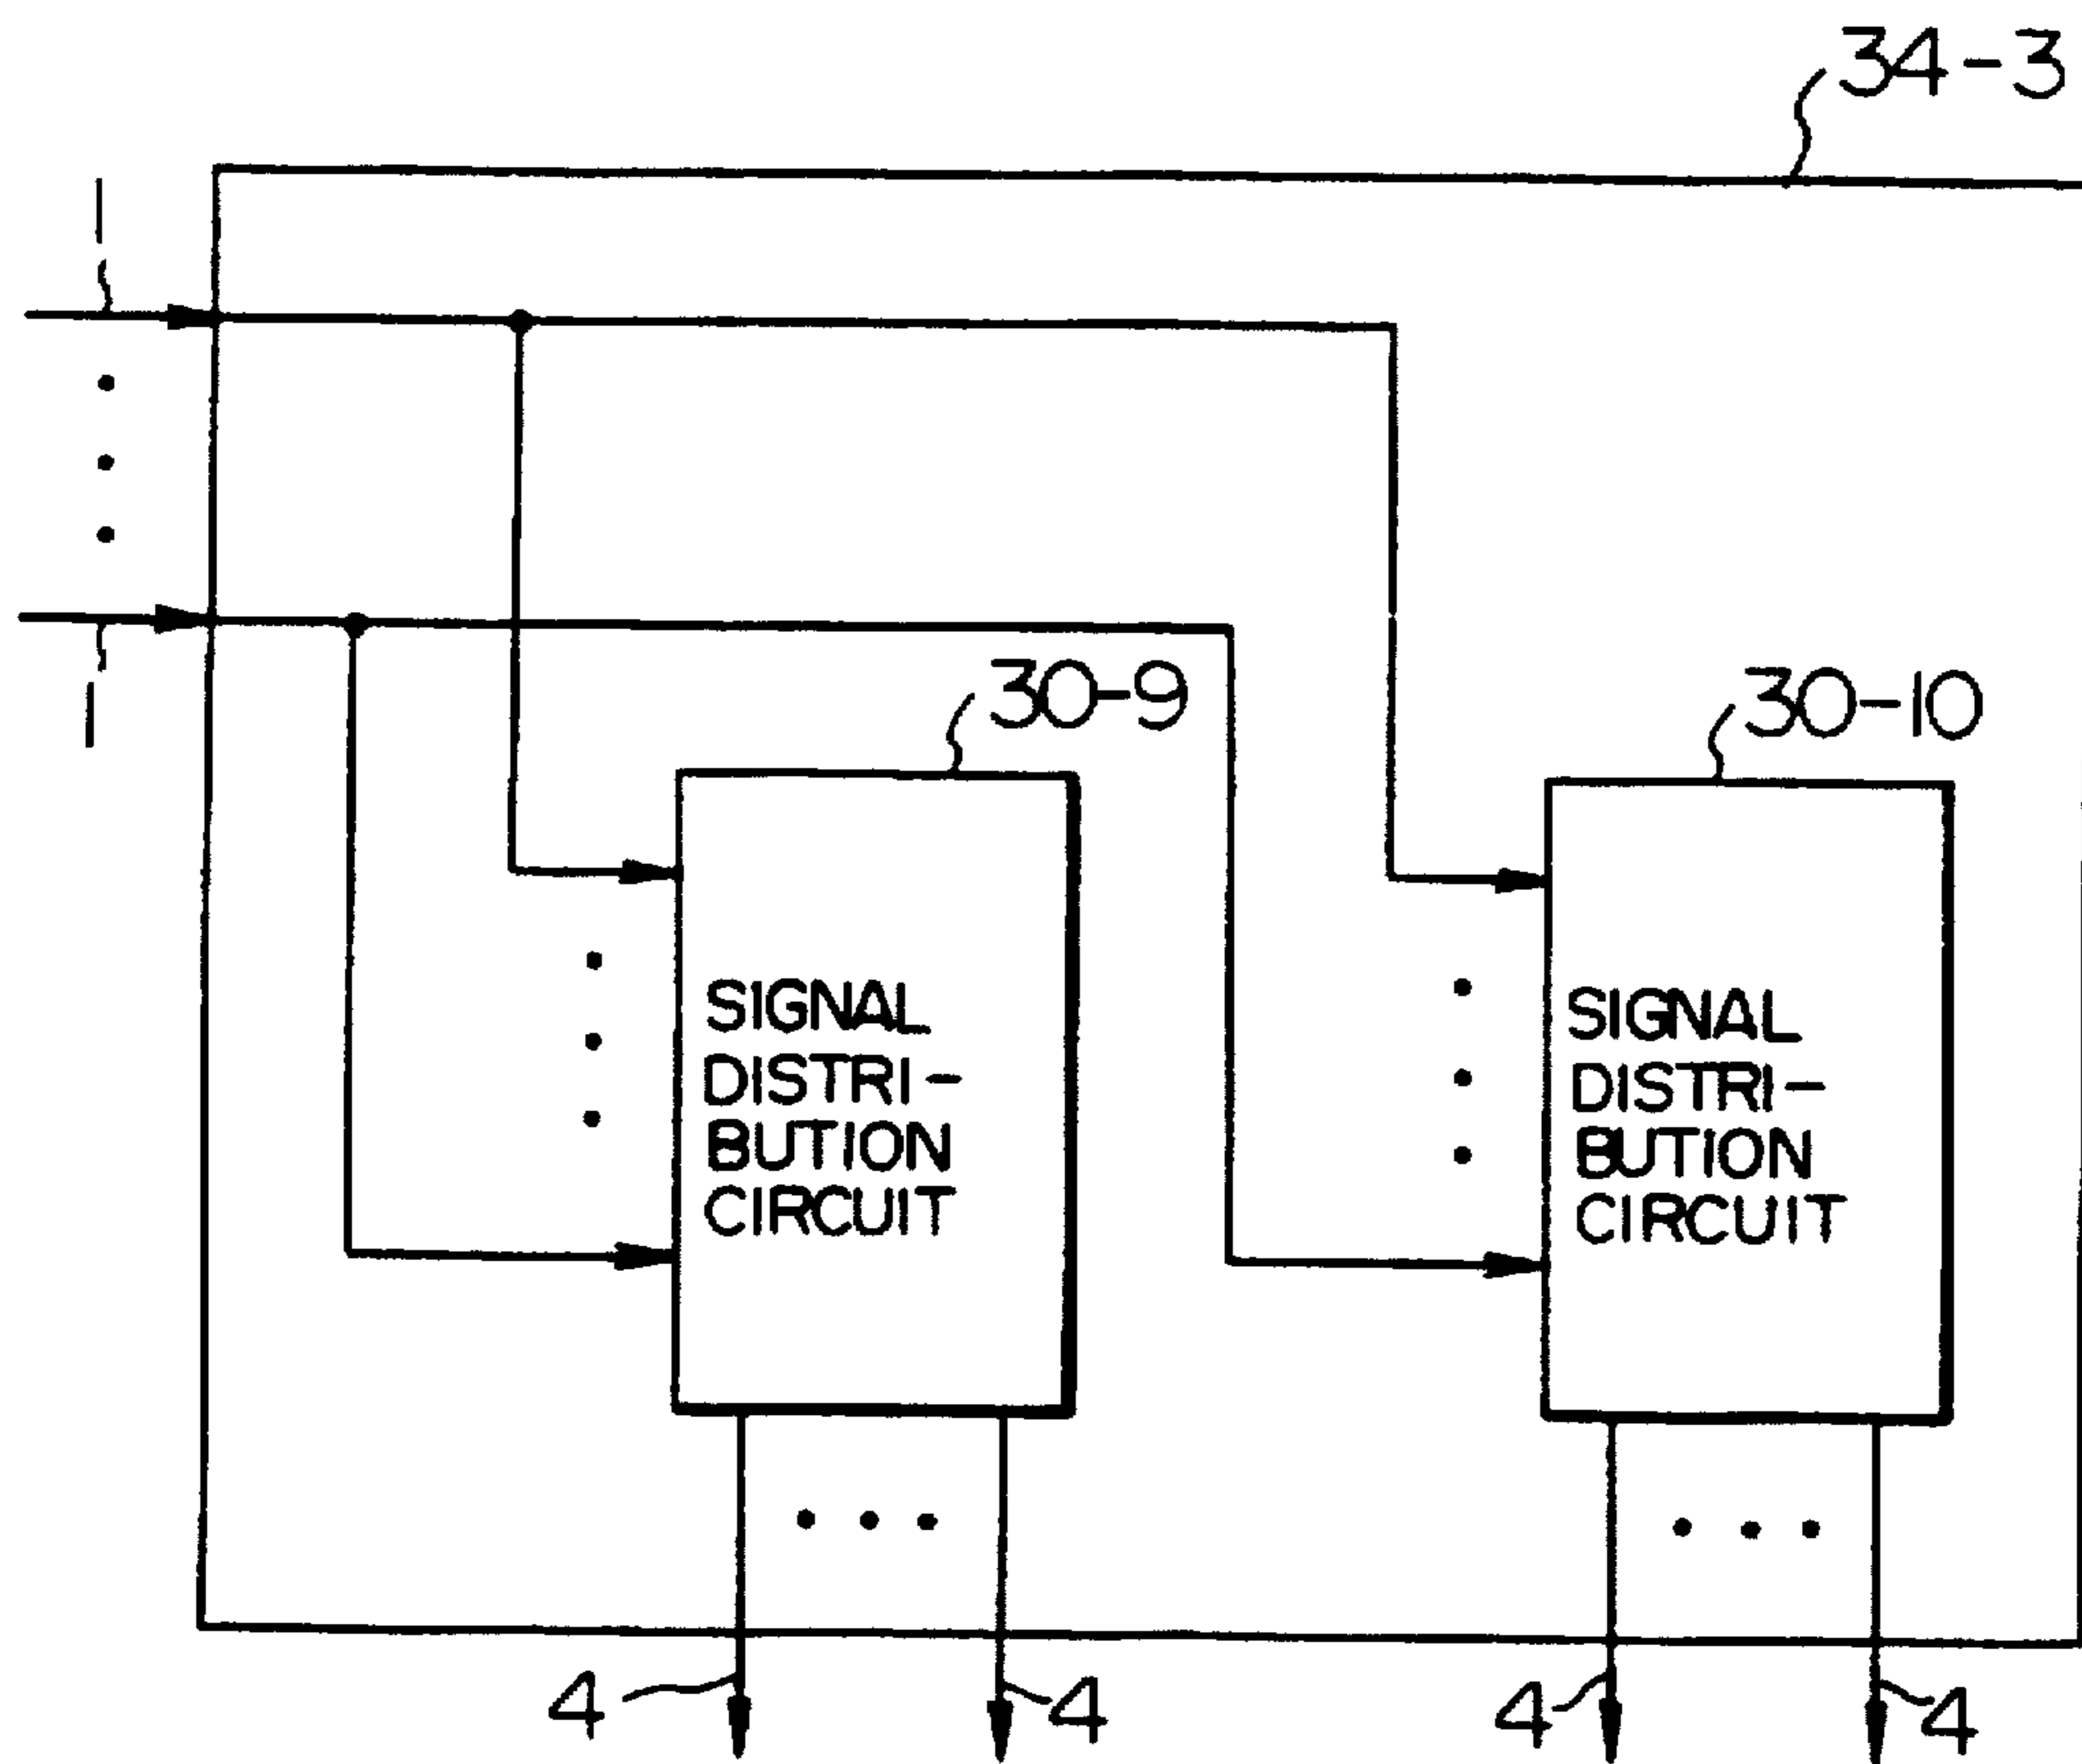 34-3
1
1
30-9
30-10
SIGNAL
DISTRI-
BUTION
CIRCUIT
SIGNAL
DISTRI-
BUTION
CIRCUIT
4
4
4
4